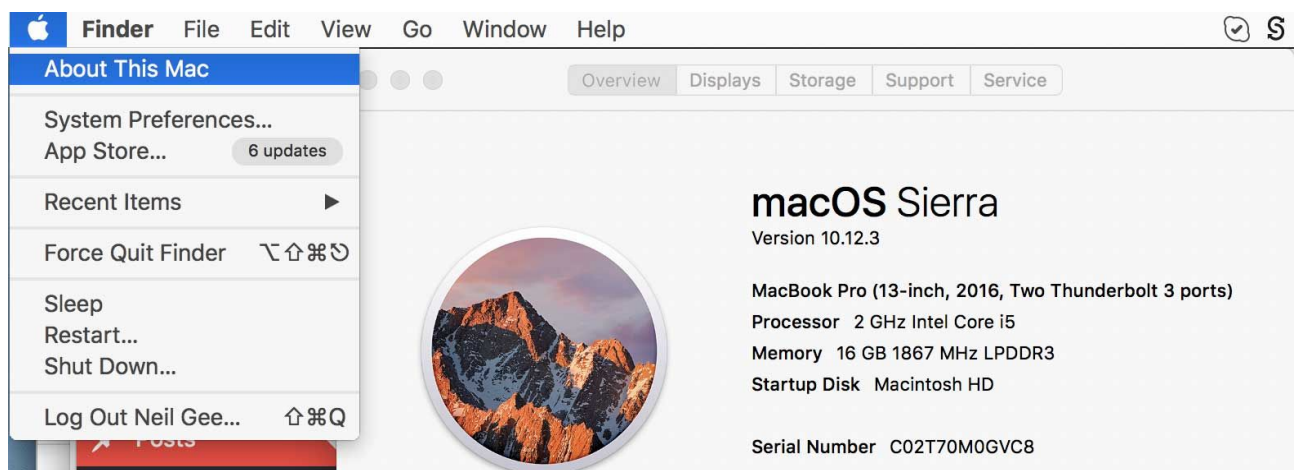 Finder File Edit View Go Window Help
About This Mac
System Preferences...
App Store... 6 updates
Recent Items ▶
Force Quit Finder ⌥⇧⌘⎋
Sleep
Restart...
Shut Down...
Log Out Neil Gee... ⇧⌘Q
Posts
Overview Displays Storage Support Service
macOS Sierra
Version 10.12.3
MacBook Pro (13-inch, 2016, Two Thunderbolt 3 ports)
Processor 2 GHz Intel Core i5
Memory 16 GB 1867 MHz LPDDR3
Startup Disk Macintosh HD
Serial Number C02T70M0GVC8